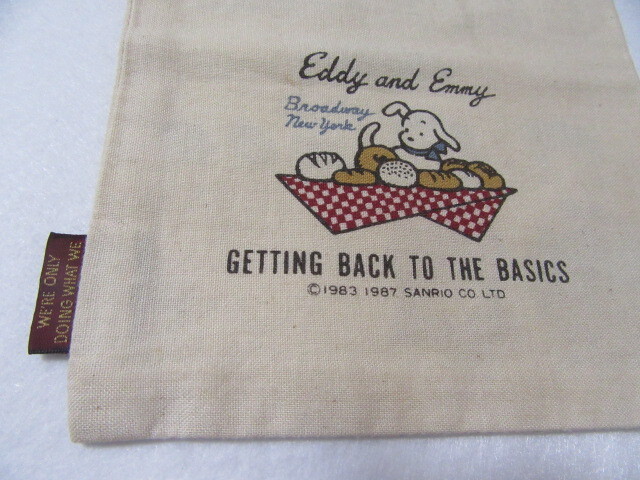 Eddy and Emmy
Broadway
New York
GETTING BACK TO THE BASICS
©1983 1987 SANRIO CO. LTD
WE'RE ONLY
DOING WHAT WE